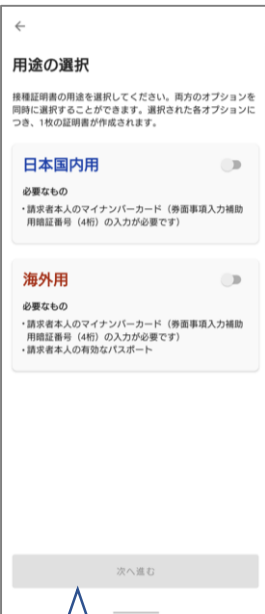 用途の選択
接種証明書の用途を選択してください。両方のオプションを
同時に選択することができます。選択された各オプションに
つき、1枚の証明書が作成されます。
日本国内用
必要なもの
・請求者本人のマイナンバーカード（券面事項入力補助
用暗証番号（4桁）の入力が必要です）
海外用
必要なもの
・請求者本人のマイナンバーカード（券面事項入力補助
用暗証番号（4桁）の入力が必要です）
・請求者本人の有効なパスポート
次へ進む